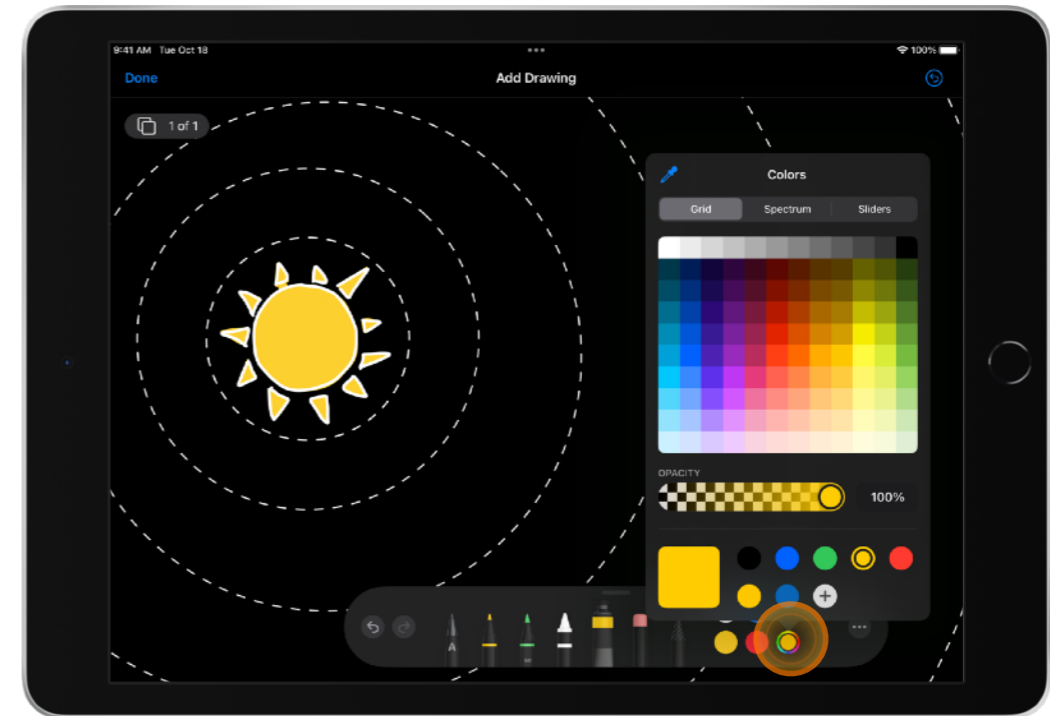 9:41 AM Tue Oct 18
100%
Done
Add Drawing
1 of 1
Colors
Grid
Spectrum
Sliders
OPACITY
100%
A